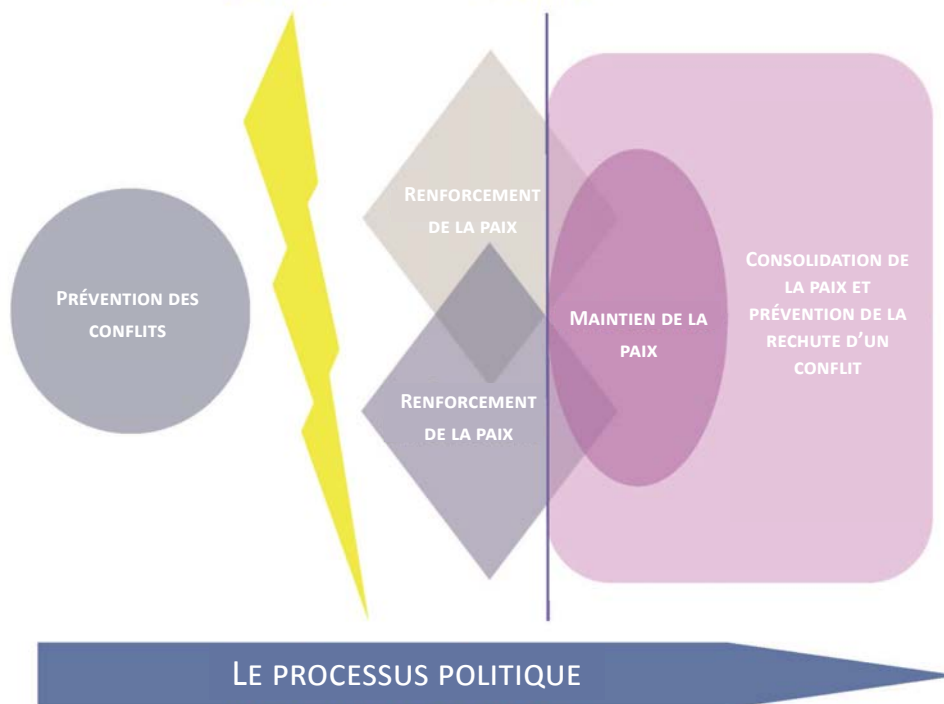 PRÉVENTION DES
CONFLITS
RENFORCEMENT
DE LA PAIX
RENFORCEMENT
DE LA PAIX
MAINTIEN DE LA
PAIX
CONSOLIDATION DE
LA PAIX ET
PRÉVENTION DE LA
RECHUTE D'UN
CONFLIT
LE PROCESSUS POLITIQUE